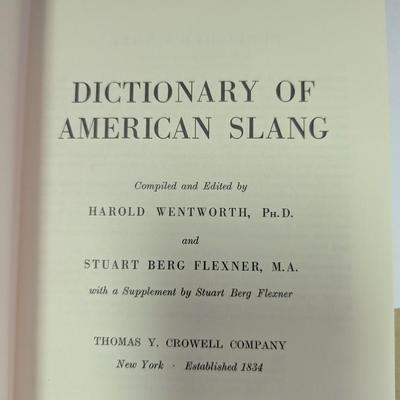 DICTIONARY OF
AMERICAN SLANG
Compiled and Edited by
HAROLD WENTWORTH, PH.D.
and
STUART BERG FLEXNER, M.A.
with a Supplement by Stuart Berg Flexner
THOMAS Y. CROWELL COMPANY
New York · Established 1834